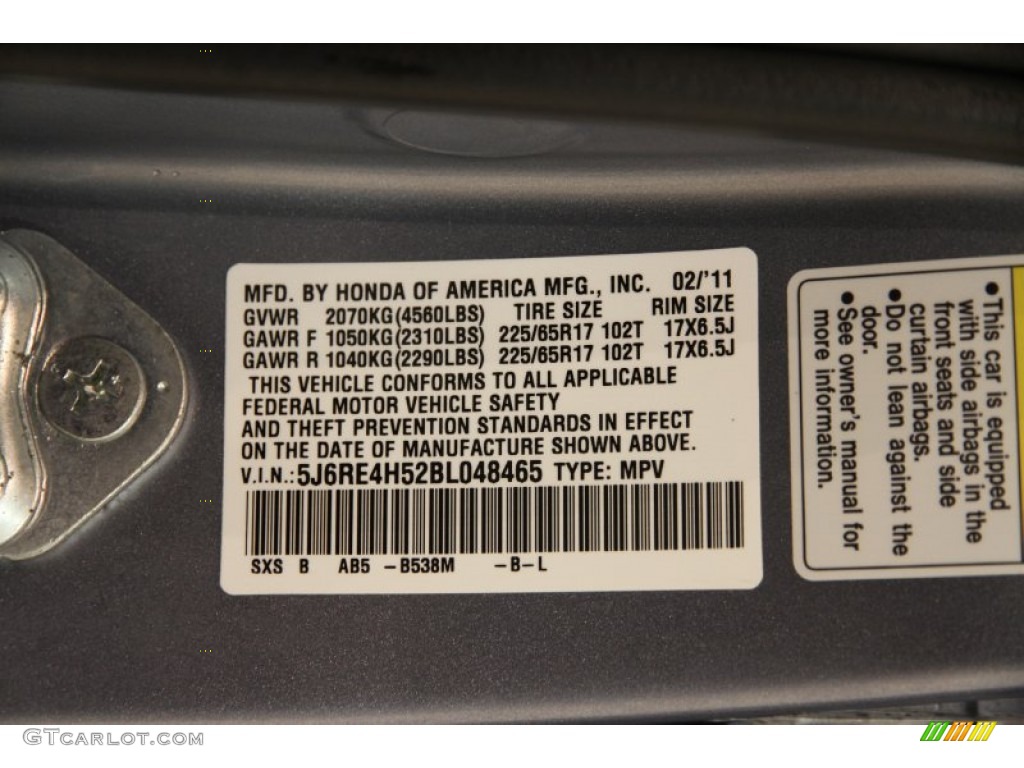 MFD. BY HONDA OF AMERICA MFG., INC. 02/'11
GVWR 2070KG(4560LBS) TIRE SIZE RIM SIZE
GAWR F 1050KG(2310LBS) 225/65R17 102T 17X6.5J
GAWR R 1040KG(2290LBS) 225/65R17 102T 17X6.5J
THIS VEHICLE CONFORMS TO ALL APPLICABLE
FEDERAL MOTOR VEHICLE SAFETY
AND THEFT PREVENTION STANDARDS IN EFFECT
ON THE DATE OF MANUFACTURE SHOWN ABOVE.
V.I.N.: 5J6RE4H52BL048465 TYPE: MPV
SXS B AB5 -B538M -B-L
•This car is equipped
with side airbags in the
front seats and side
curtain airbags.
•Do not lean against the
door.
•See owner's manual for
more information.
GTcarlot.com